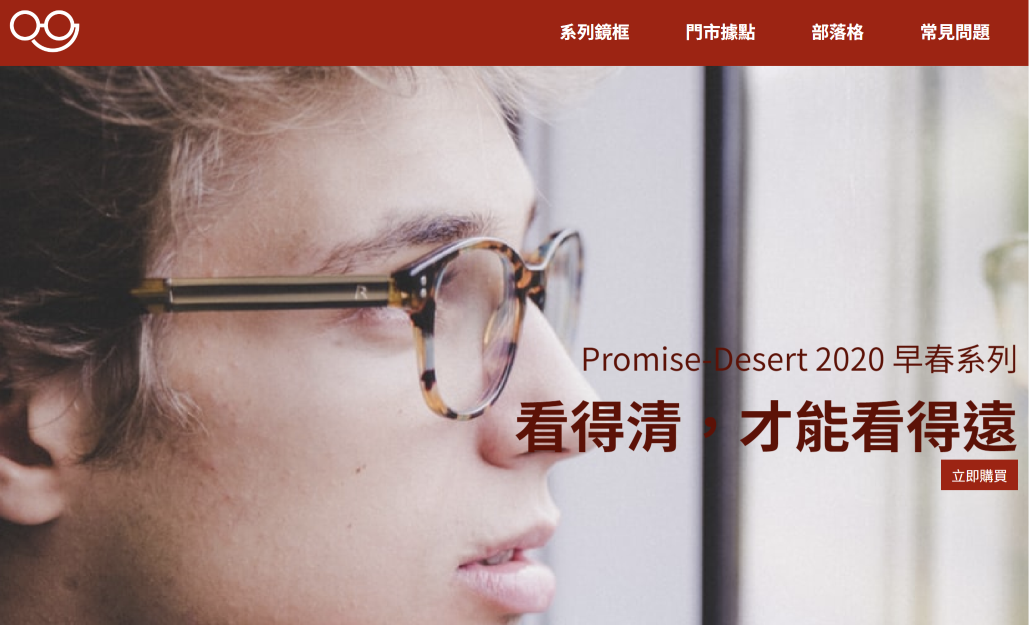 系列鏡框
門市據點
部落格
常見問題
R
Promise-Desert 2020 早春系列
看得清，才能看得遠
立即購買